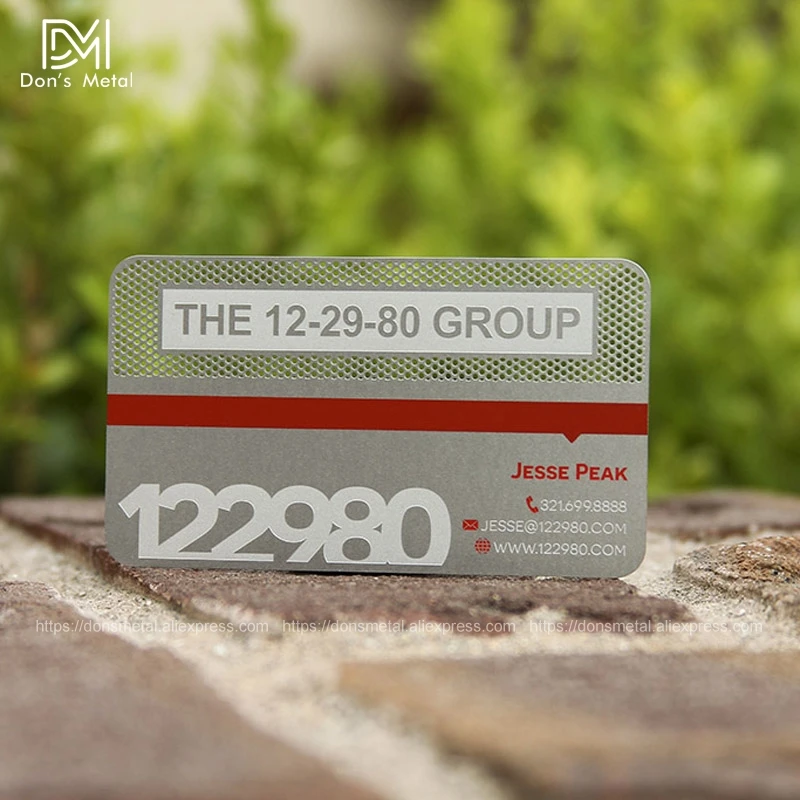 DM
Don's Metal
THE 12-29-80 GROUP
JESSE PEAK
321.699.8888
122980
JESSE@122980.COM
WWW.122980.COM
https://donsmetal.aliexpress.com https://donsmetal.aliexpress.com https://donsmetal.aliexpress.com